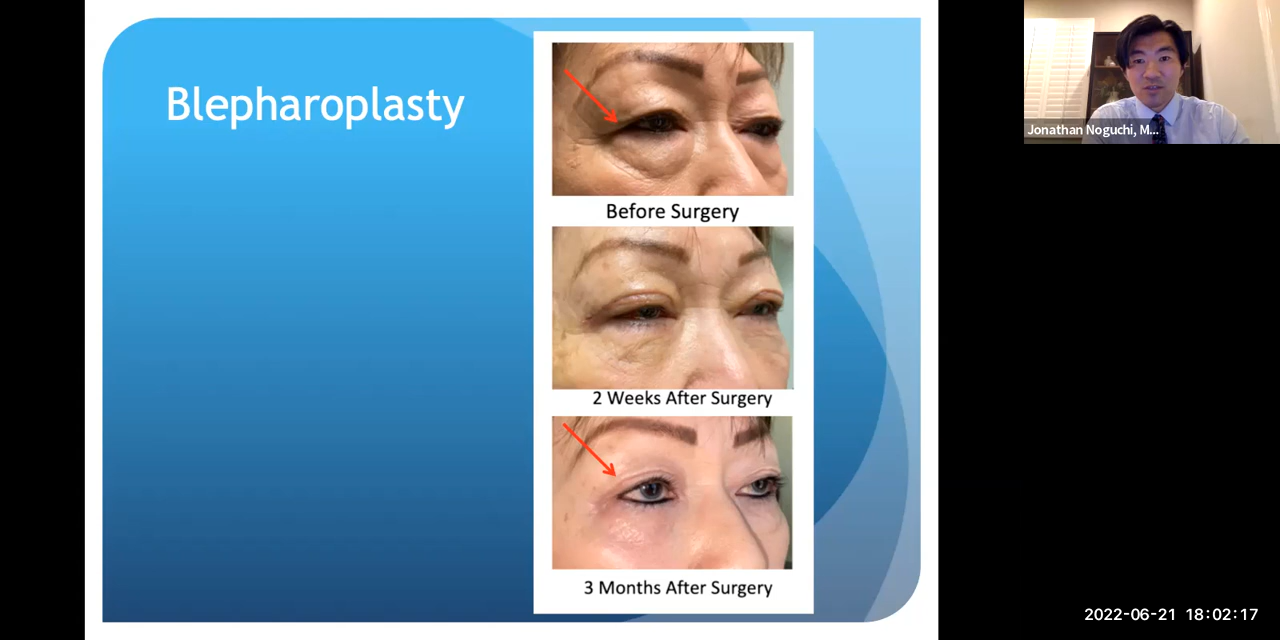 Blepharoplasty
Before Surgery
2 Weeks After Surgery
3 Months After Surgery
Jonathan Noguchi, M...
2022-06-21 18:02:17